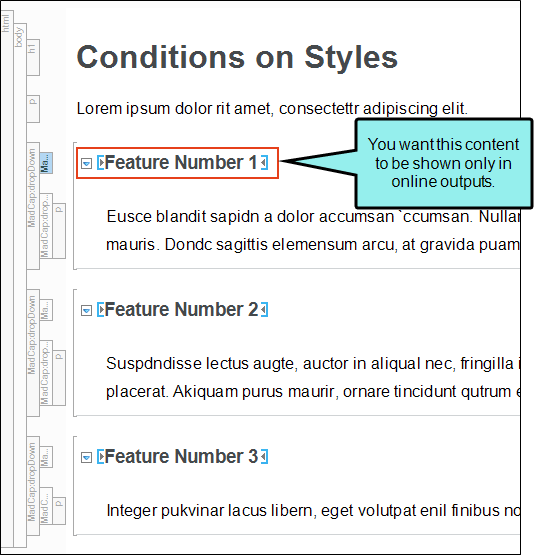 html
body
h1
p
Conditions on Styles
Lorem ipsum dolor rit amet, consectettr adipiscing elit.
You want this content
to be shown only in
online outputs.
MadCap:dropDown
Ma...
MadCap:drop...
p
Feature Number 1
Eusce blandit sapidn a dolor accumsan `ccumsan. Nullar
mauris. Dondc sagittis elemensum arcu, at gravida puam
MadCap:dropDown
Ma...
MadCap:drop...
p
Feature Number 2
Suspdndisse lectus augte, auctor in aliqual nec, fringilla i
placerat. Akiquam purus maurir, ornare tincidunt qutrum e
MadCap:dropDown
Ma...
MadC...
p
Feature Number 3
Integer pukvinar lacus libern, eget volutpat enil finibus no